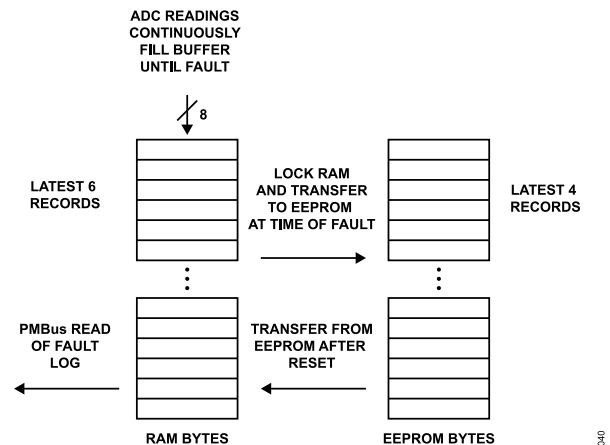 ADC READINGS
CONTINUOUSLY
FILL BUFFER
UNTIL FAULT
8
LATEST 6
RECORDS
LOCK RAM
AND TRANSFER
TO EEPROM
AT TIME OF FAULT
LATEST 4
RECORDS
PMBus READ
OF FAULT
LOG
TRANSFER FROM
EEPROM AFTER
RESET
RAM BYTES
EEPROM BYTES
040